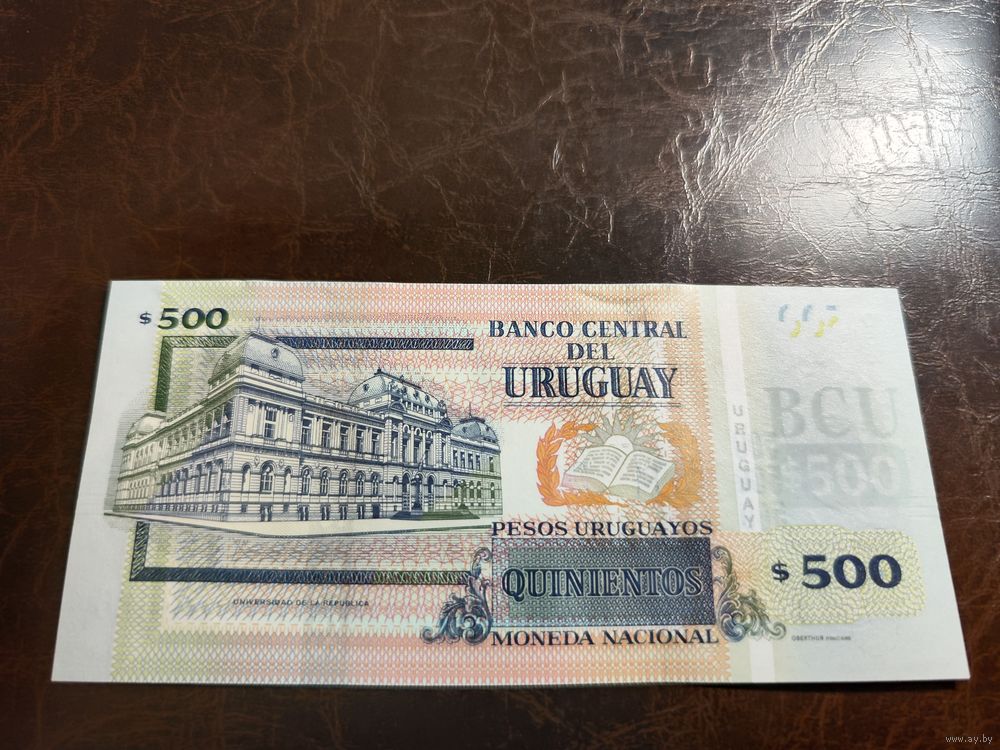 $ 500
BANCO CENTRAL
DEL
URUGUAY
BCU
$ 500
URUGUAY
PESOS URUGUAYOS
QUINIENTOS
MONEDA NACIONAL
$ 500
UNIVERSIDAD DE LA REPUBLICA
OBERTHUR
www.ay.by